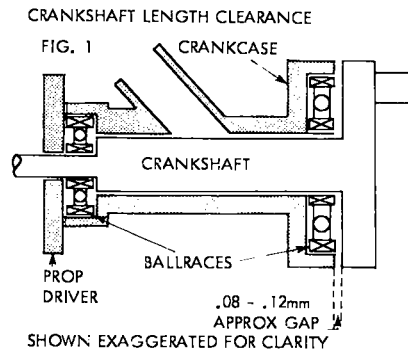 CRANKSHAFT LENGTH CLEARANCE
FIG. 1
CRANKCASE
CRANKSHAFT
BALLRACES
PROP
DRIVER
.08 - .12mm
APPROX GAP
SHOWN EXAGGERATED FOR CLARITY